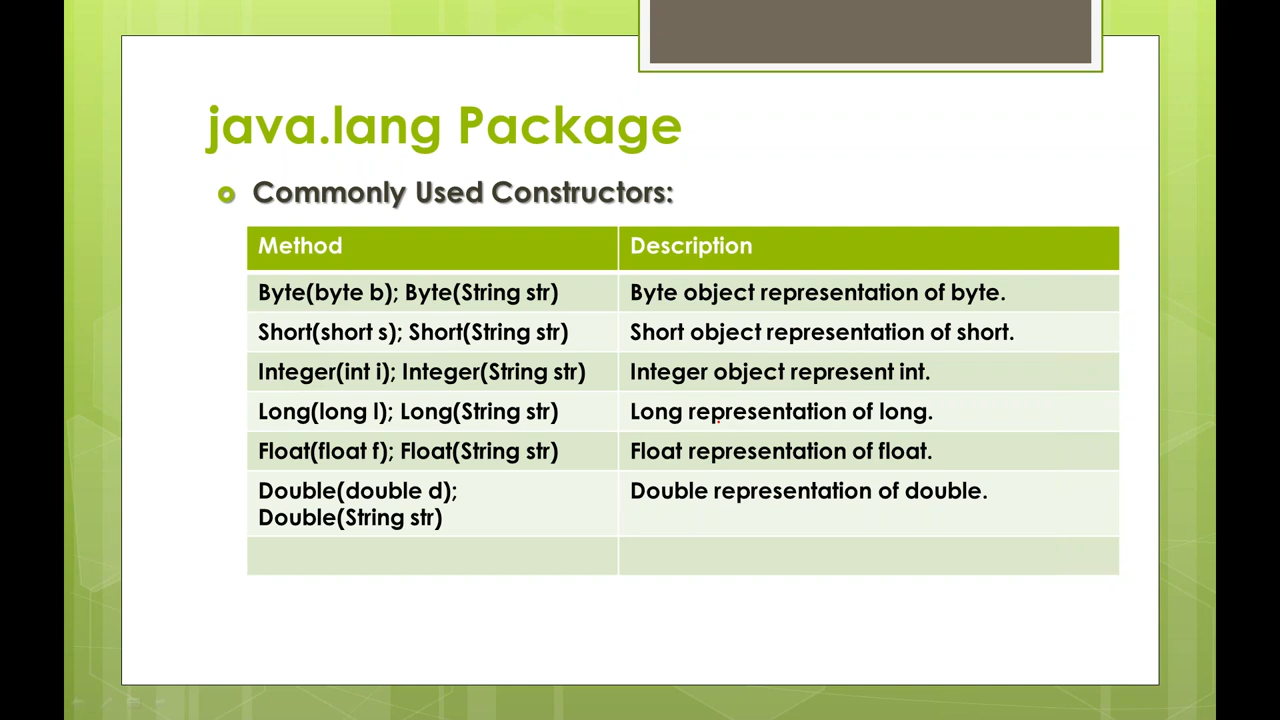 java.lang Package
Commonly Used Constructors:
Method Description
Byte(byte b); Byte(String str) Byte object representation of byte.
Short(short s); Short(String str) Short object representation of short.
Integer(int i); Integer(String str) Integer object represent int.
Long(long l); Long(String str) Long representation of long.
Float(float f); Float(String str) Float representation of float.
Double(double d); Double representation of double.
Double(String str)